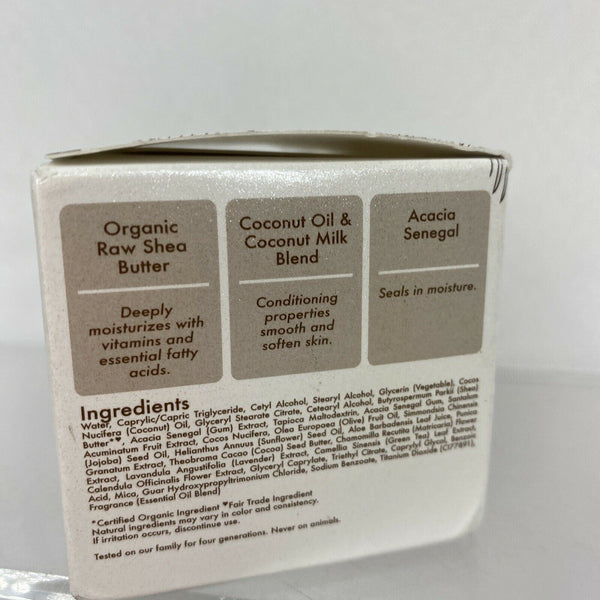 Organic
Raw Shea
Butter
Deeply
moisturizes with
vitamins and
essential fatty
acids.
Coconut Oil &
Coconut Milk
Blend
Conditioning
properties
smooth and
soften skin.
Acacia
Senegal
Seals in moisture.
Ingredients
Water, Caprylic/Capric Triglyceride, Cetyl Alcohol, Stearyl Alcohol, Glycerin (Vegetable), Cocos
Nucifera (Coconut) Oil, Glyceryl Stearate Citrate, Cetearyl Alcohol, Butyrospermum Parkii (Shea)
Butter*♥, Acacia Senegal (Gum) Extract, Tapioca Maltodextrin, Acacia Senegal Gum, Santalum
Acuminatum Fruit Extract, Cocos Nucifera, Olea Europaea (Olive) Fruit Oil, Simmondsia Chinensis
(Jojoba) Seed Oil, Helianthus Annuus (Sunflower) Seed Oil, Aloe Barbadensis Leaf Juice, Punica
Granatum Extract, Theobroma Cacao (Cocoa) Seed Butter, Chamomilla Recutita (Matricaria) Flower
Extract, Lavandula Angustifolia (Lavender) Extract, Camellia Sinensis (Green Tea) Leaf Extract,
Calendula Officinalis Flower Extract, Glyceryl Caprylate, Triethyl Citrate, Caprylyl Glycol, Benzoic
Acid, Mica, Guar Hydroxypropyltrimonium Chloride, Sodium Benzoate, Titanium Dioxide (CI77891),
Fragrance (Essential Oil Blend)
*Certified Organic Ingredient ♥Fair Trade Ingredient
Natural ingredients may vary in color and consistency.
If irritation occurs, discontinue use.
Tested on our family for four generations. Never on animals.